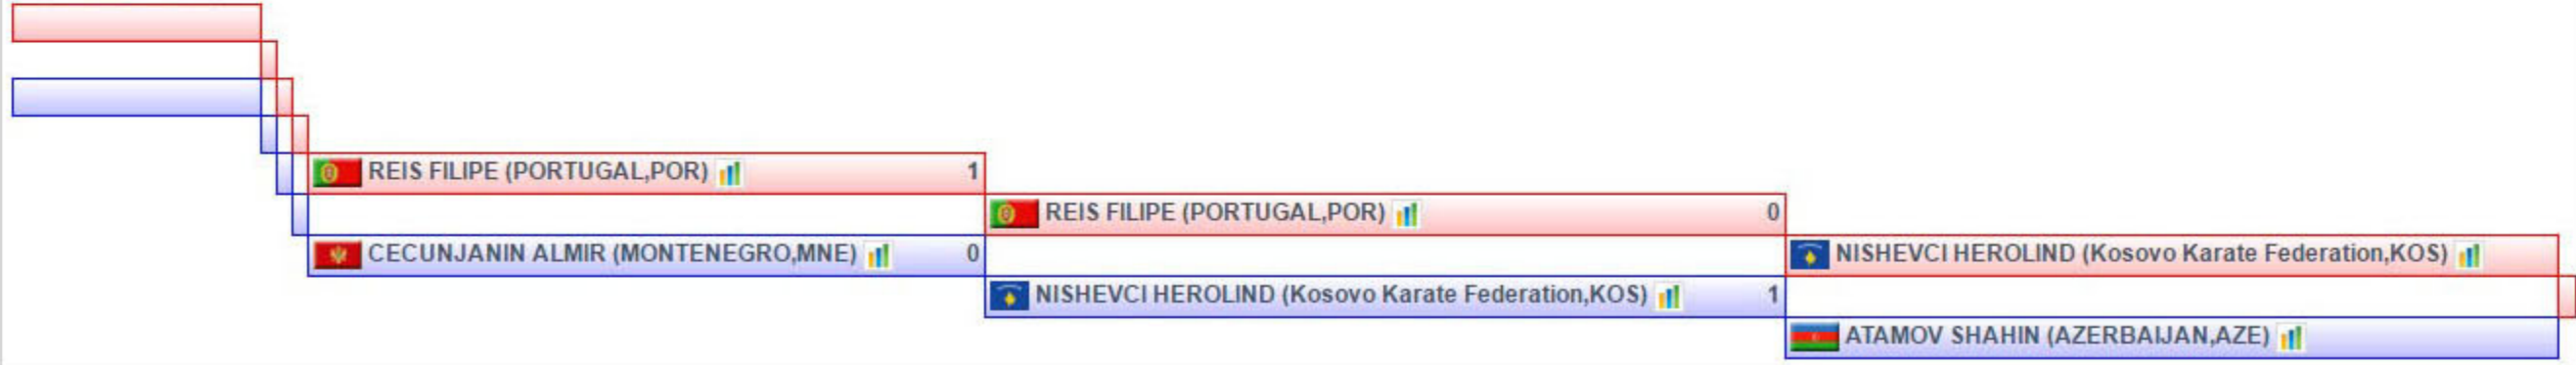 REIS FILIPE (PORTUGAL,POR) 1
REIS FILIPE (PORTUGAL,POR) 0
CECUNJANIN ALMIR (MONTENEGRO,MNE) 0
NISHEVCI HEROLIND (Kosovo Karate Federation,KOS)
NISHEVCI HEROLIND (Kosovo Karate Federation,KOS) 1
ATAMOV SHAHIN (AZERBAIJAN,AZE)